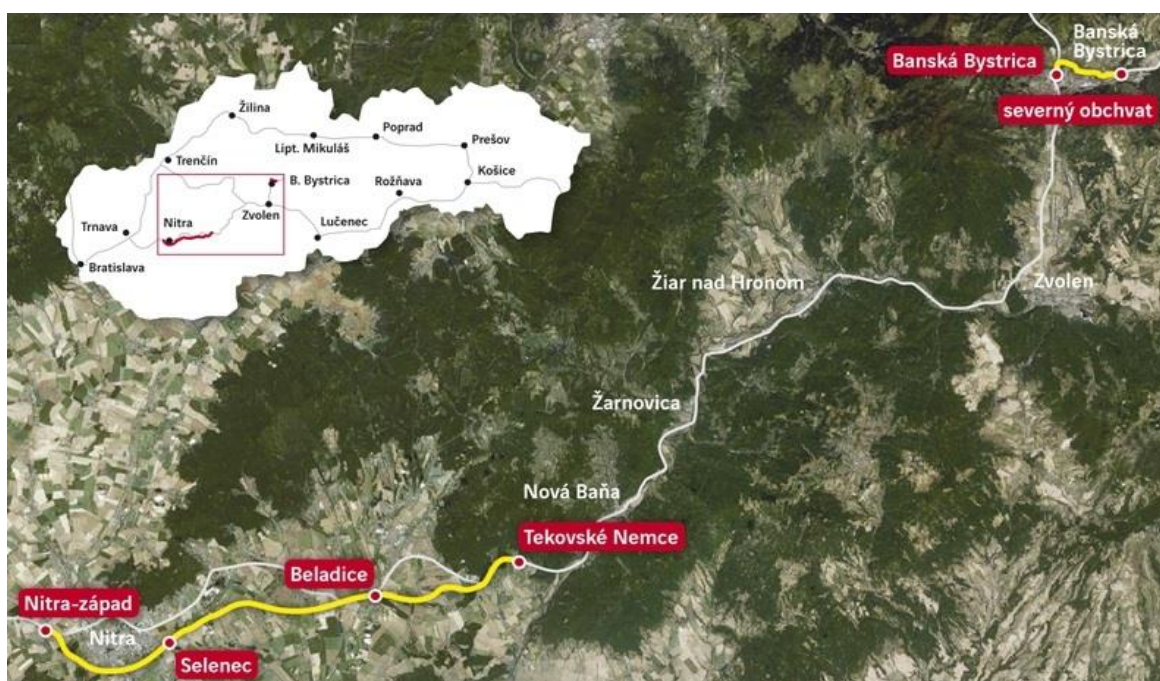 Banská
Bystrica
Banská Bystrica
severný obchvat
Žilina
Poprad
Prešov
Lipt. Mikuláš
Trenčín
Košice
B. Bystrica
Rožňava
Zvolen
Nitra
Trnava
Lučenec
Bratislava
Žiar nad Hronom
Zvolen
Žarnovica
Nová Baňa
Tekovské Nemce
Beladice
Nitra-západ
Nitra
Selenec